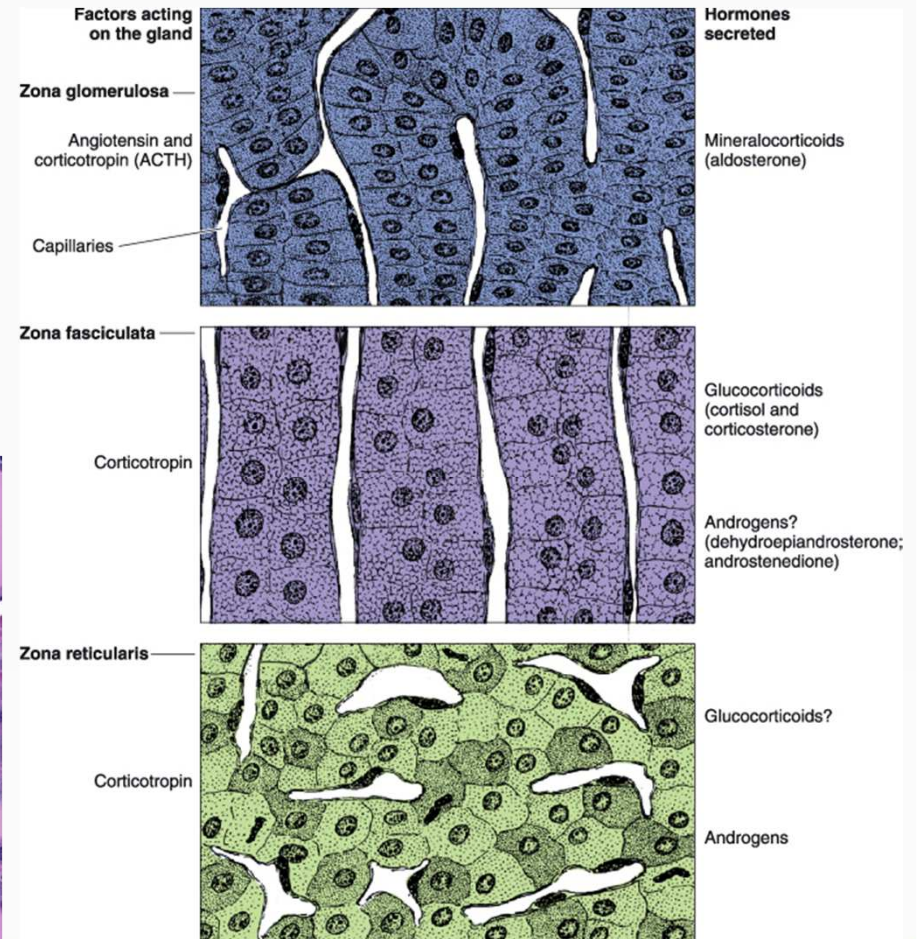 Factors acting
on the gland
Hormones
secreted
Zona glomerulosa
Angiotensin and
corticotropin (ACTH)
Mineralocorticoids
(aldosterone)
Capillaries
Zona fasciculata
Glucocorticoids
(cortisol and
corticosterone)
Corticotropin
Androgens?
(dehydroepiandrosterone;
androstenedione)
Zona reticularis
Glucocorticoids?
Corticotropin
Androgens